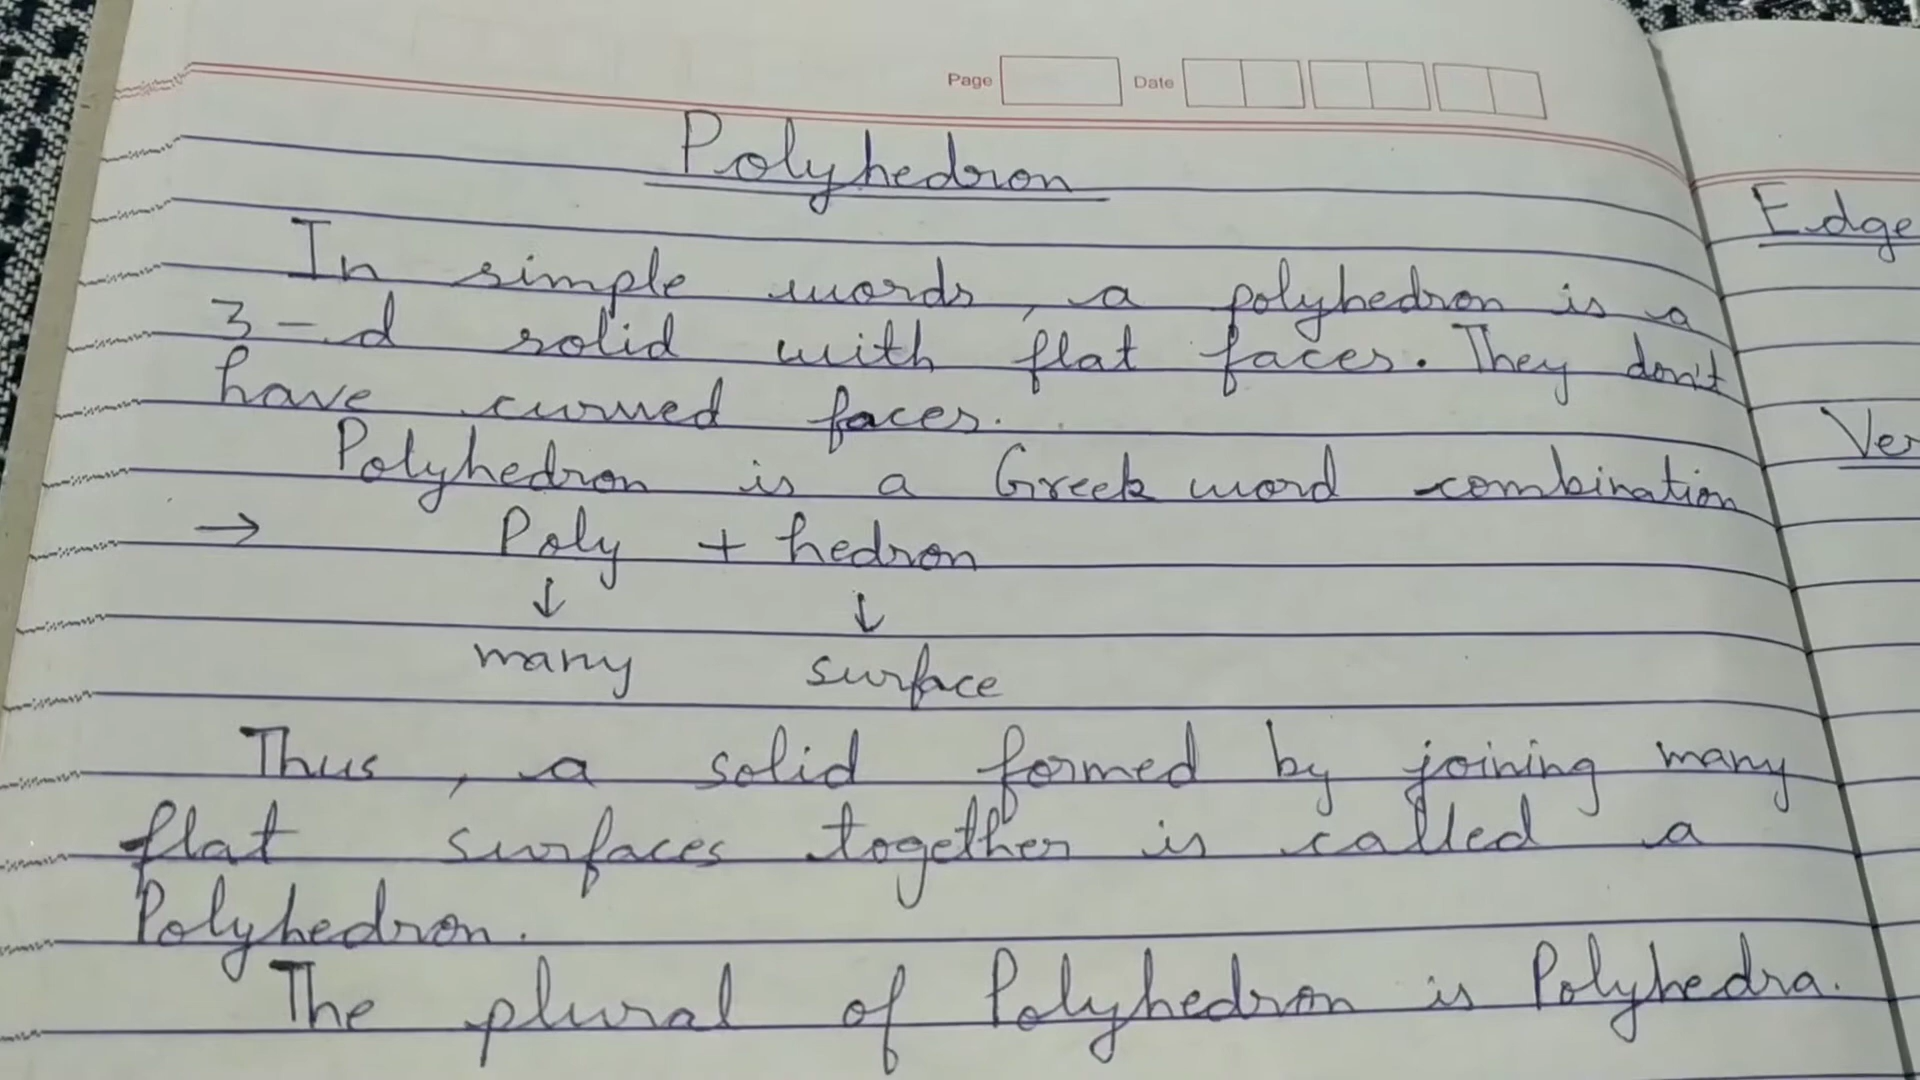 Page Date
Polyhedron
In simple words, a polyhedron is a
3-d solid with flat faces. They don't
have curved faces.
Polyhedron is a Greek word combination
→ Poly + hedron
↓ ↓
many surface
Thus, a solid formed by joining many
flat surfaces together is called a
Polyhedron.
The plural of Polyhedron is Polyhedra.
Edge
Ver